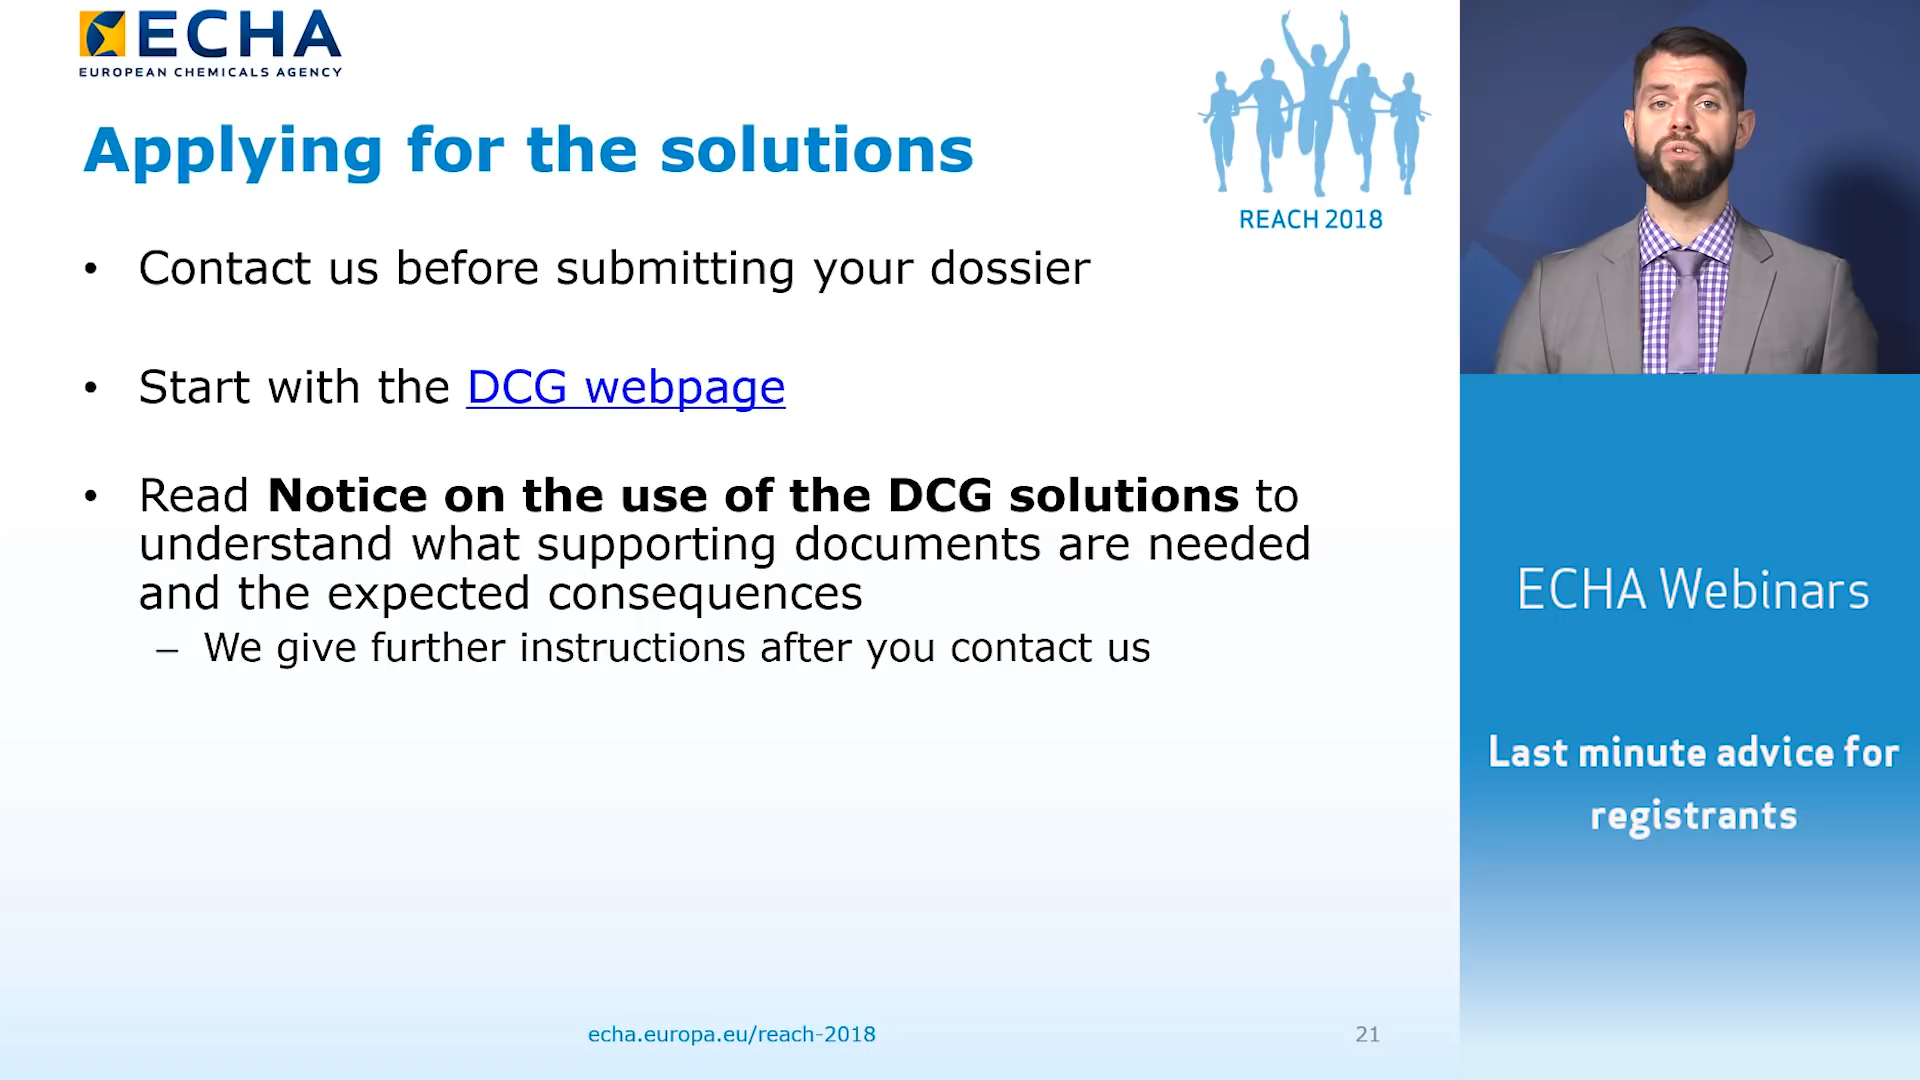 ECHA
EUROPEAN CHEMICALS AGENCY
REACH 2018
Applying for the solutions
• Contact us before submitting your dossier
• Start with the DCG webpage
• Read Notice on the use of the DCG solutions to
understand what supporting documents are needed
and the expected consequences
– We give further instructions after you contact us
echa.europa.eu/reach-2018
21
ECHA Webinars
Last minute advice for
registrants